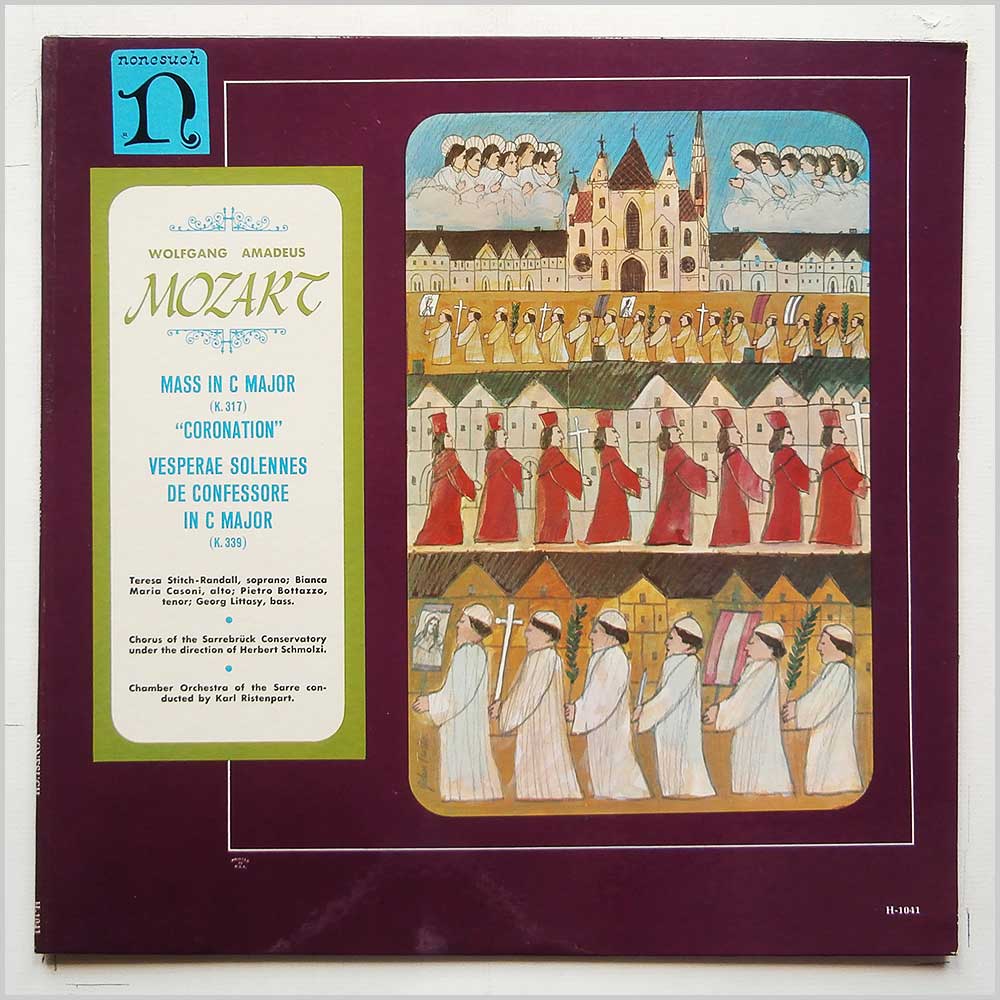 nonesuch
n
WOLFGANG AMADEUS
MOZART
MASS IN C MAJOR
(K. 317)
“CORONATION”
VESPERAE SOLENNES
DE CONFESSORE
IN C MAJOR
(K. 339)
Teresa Stitch-Randall, soprano; Bianca
Maria Casoni, alto; Pietro Bottazzo,
tenor; Georg Littasy, bass.
Chorus of the Sarrebrück Conservatory
under the direction of Herbert Schmolzi.
Chamber Orchestra of the Sarre con-
ducted by Karl Ristenpart.
H-1041